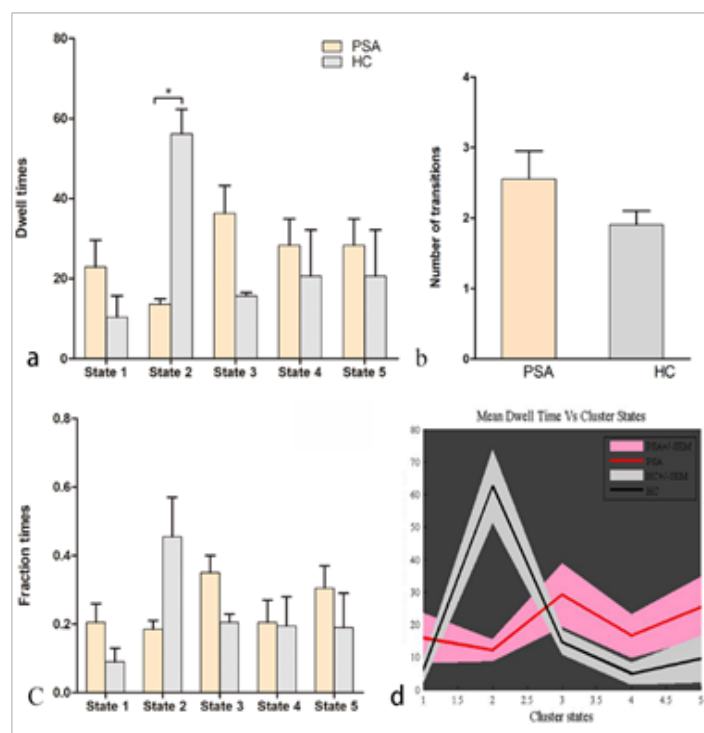 80
60
40
20
0
Dwell times
PSA
HC
*
State 1 State 2 State 3 State 4 State 5
a
4
3
2
1
0
Number of transitions
PSA HC
b
0.8
0.6
0.4
0.2
0.0
Fraction times
State 1 State 2 State 3 State 4 State 5
C
Mean Dwell Time Vs Cluster States
80
70
60
50
40
30
20
10
0
PSA+/-SEM
PSA
HC+/-SEM
HC
1 1.5 2 2.5 3 3.5 4 4.5 5
Cluster states
d